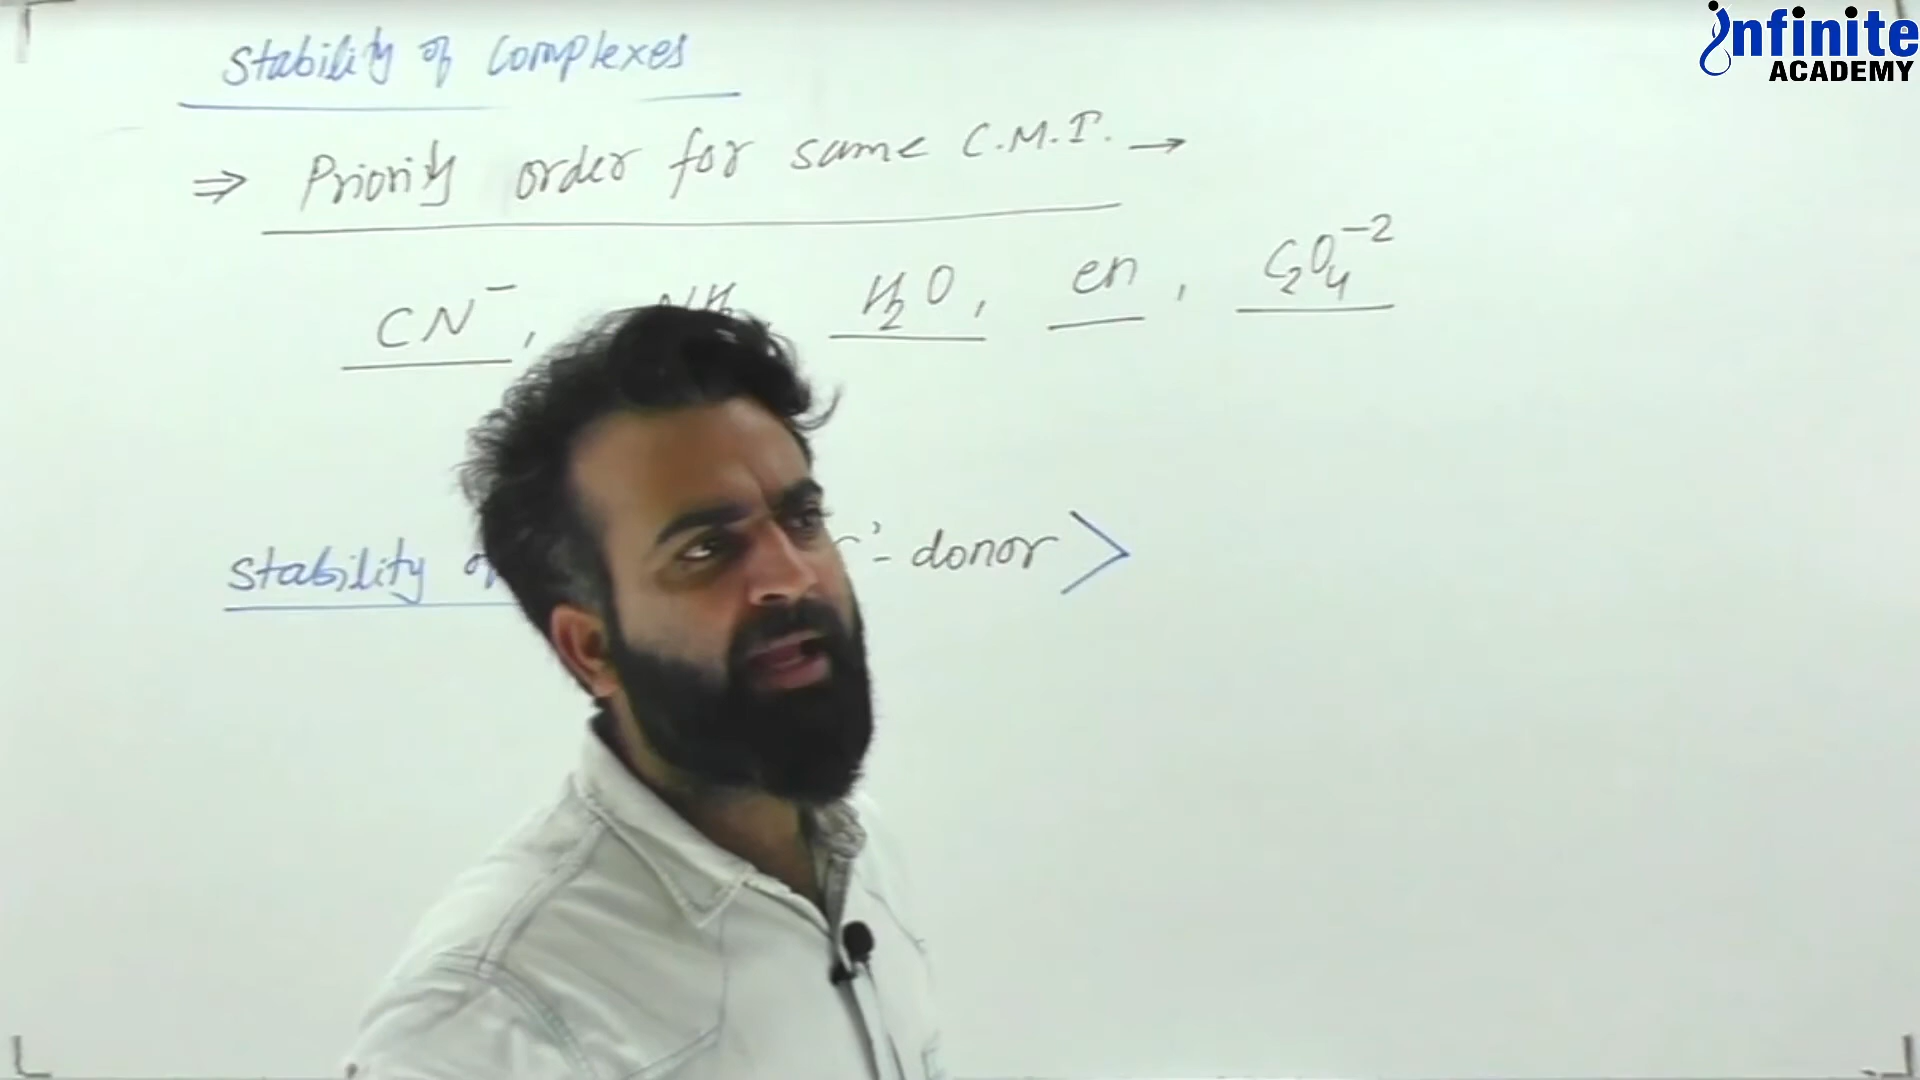 infinite
ACADEMY
Stability of Complexes
⇒ Priority order for same C.M.I. →
CN⁻, H₂O, en, C₂O₄⁻²
Stability donor >